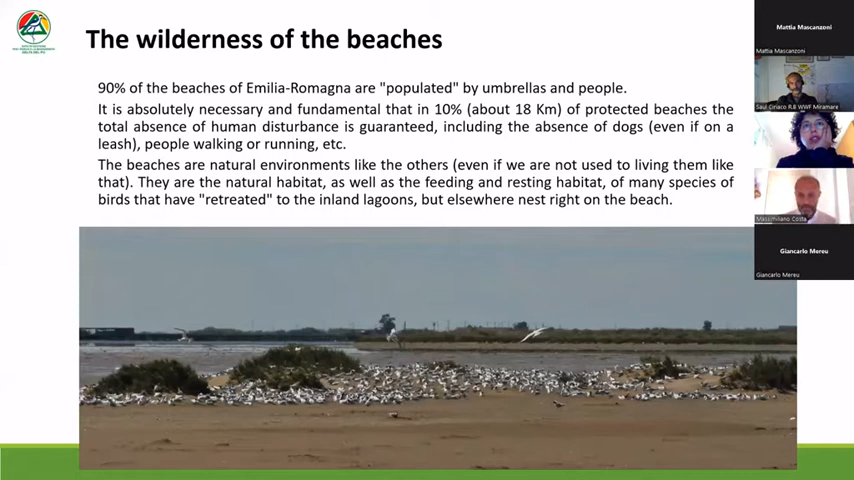 The wilderness of the beaches
90% of the beaches of Emilia-Romagna are "populated" by umbrellas and people.
It is absolutely necessary and fundamental that in 10% (about 18 Km) of protected beaches the
total absence of human disturbance is guaranteed, including the absence of dogs (even if on a
leash), people walking or running, etc.
The beaches are natural environments like the others (even if we are not used to living them like
that). They are the natural habitat, as well as the feeding and resting habitat, of many species of
birds that have "retreated" to the inland lagoons, but elsewhere nest right on the beach.
Mattia Mascanzoni
Mattia Mascanzoni
Saul Ciriaco R.B WWF Miramare
Massimiliano Costa
Giancarlo Mereu
Giancarlo Mereu